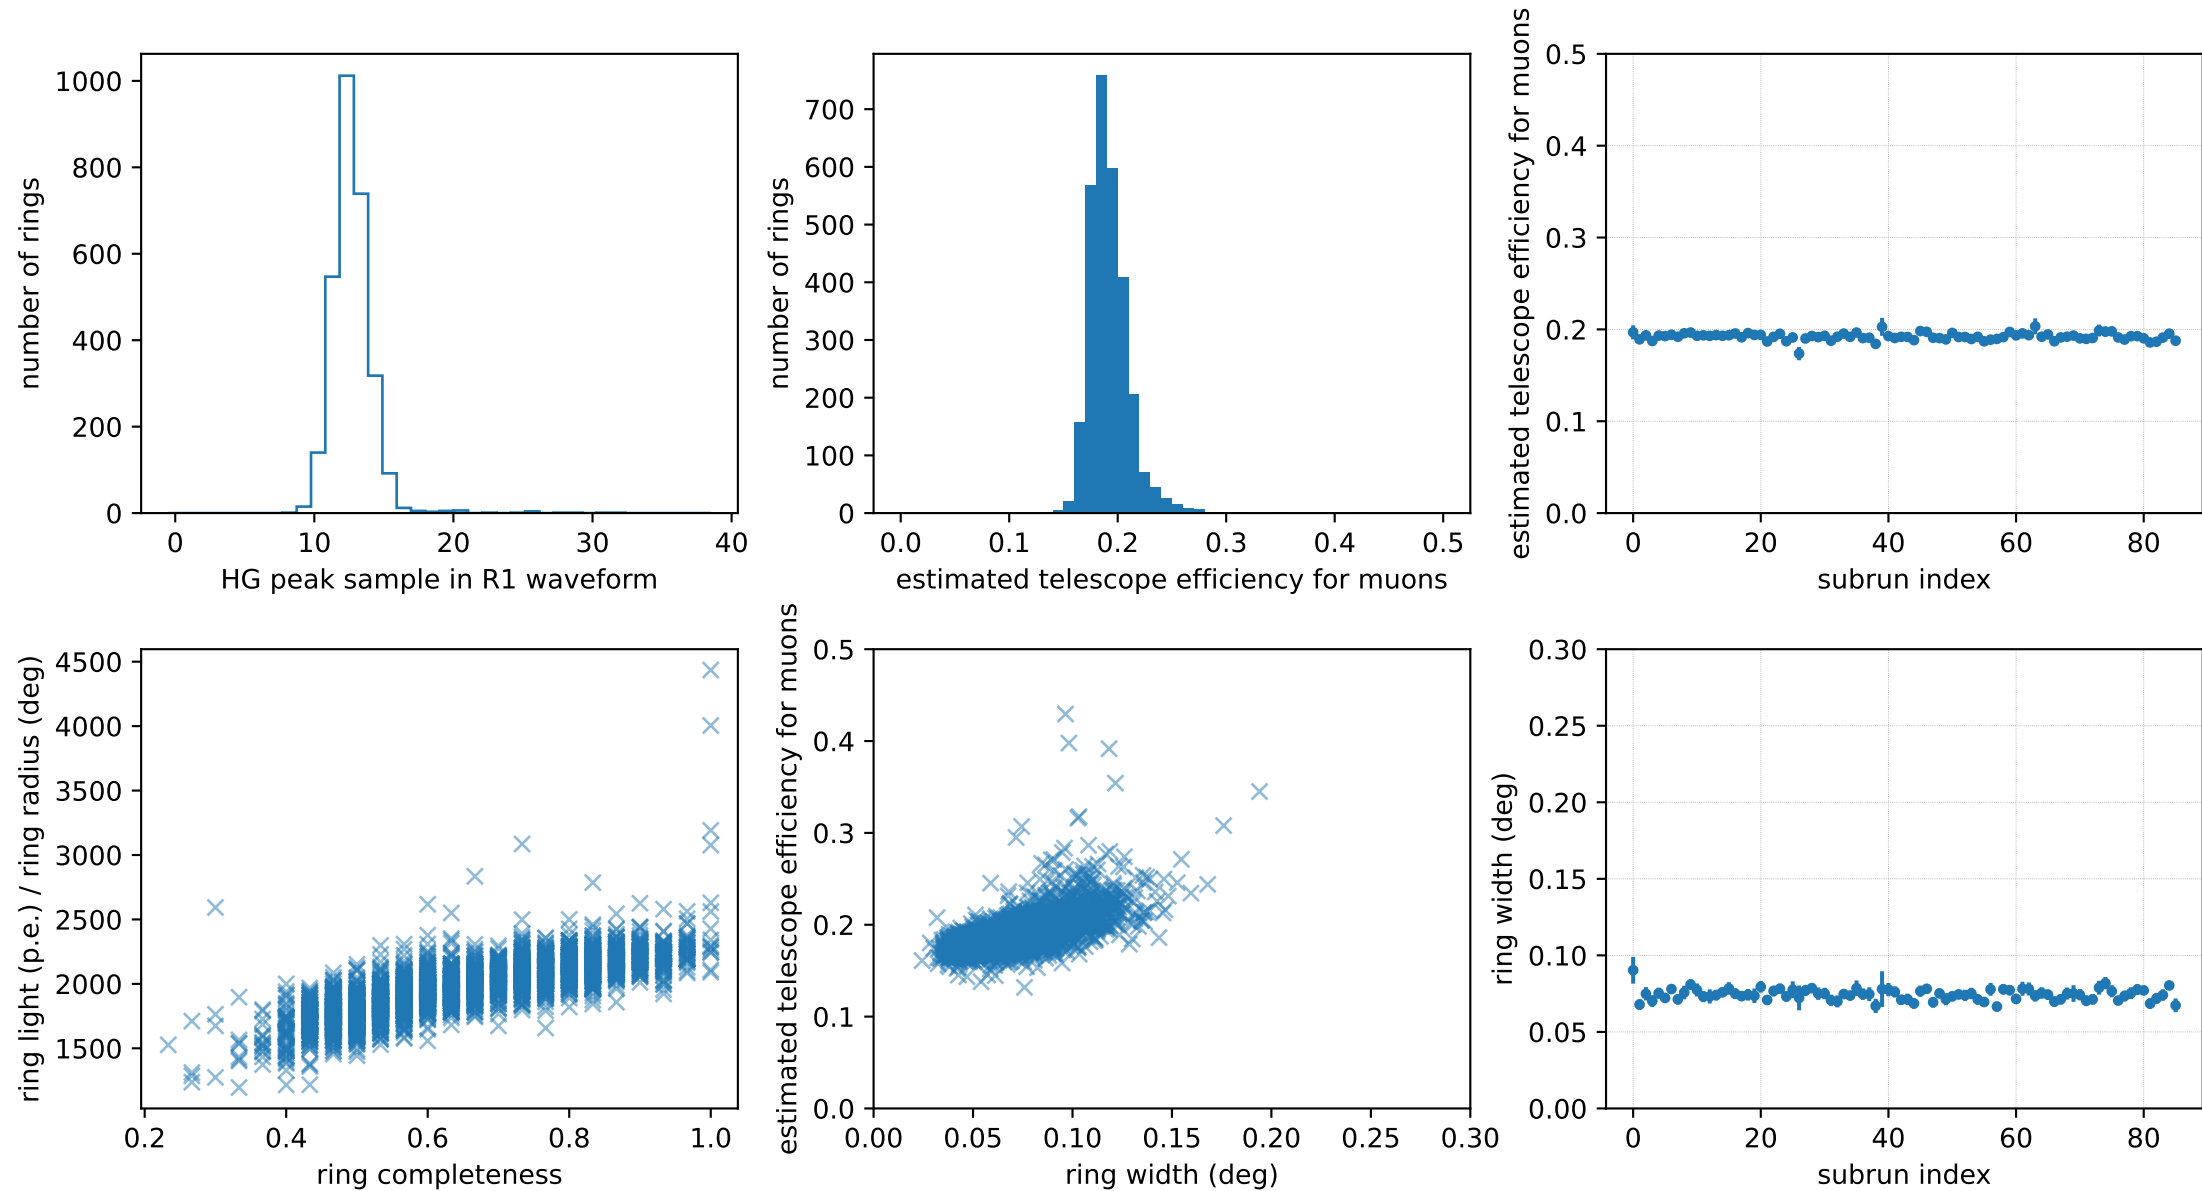 number of rings
1000
800
600
400
200
0
0 10 20 30 40
HG peak sample in R1 waveform
number of rings
700
600
500
400
300
200
100
0
0.0 0.1 0.2 0.3 0.4 0.5
estimated telescope efficiency for muons
estimated telescope efficiency for muons
0.5
0.4
0.3
0.2
0.1
0.0
0 20 40 60 80
subrun index
ring light (p.e.) / ring radius (deg)
4500
4000
3500
3000
2500
2000
1500
0.2 0.4 0.6 0.8 1.0
ring completeness
estimated telescope efficiency for muons
0.5
0.4
0.3
0.2
0.1
0.0
0.00 0.05 0.10 0.15 0.20 0.25 0.30
ring width (deg)
ring width (deg)
0.30
0.25
0.20
0.15
0.10
0.05
0.00
0 20 40 60 80
subrun index